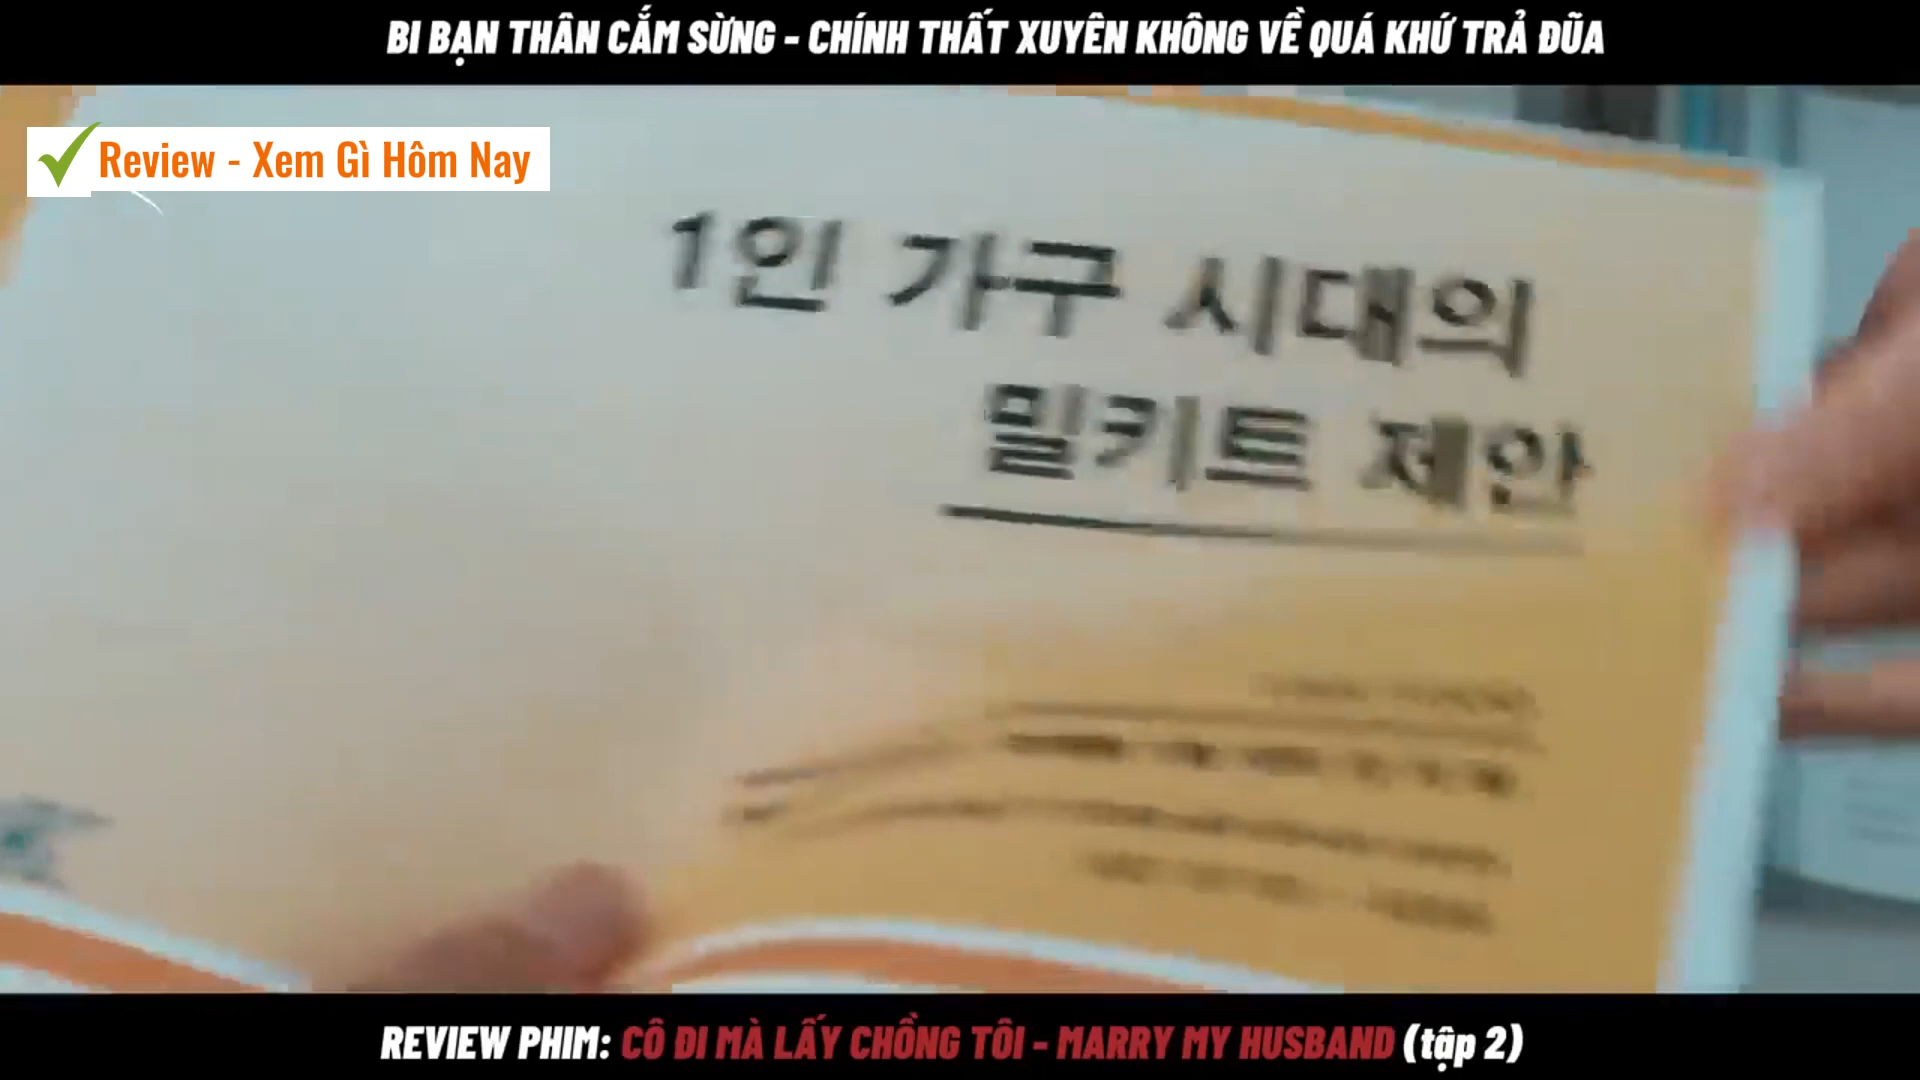 BI BẠN THÂN CẮM SỪNG - CHÍNH THẤT XUYÊN KHÔNG VỀ QUÁ KHỨ TRẢ ĐŨA
Review - Xem Gì Hôm Nay
1인 가구 시대의
밀키트 제안
REVIEW PHIM: CÔ ĐI MÀ LẤY CHỒNG TÔI - MARRY MY HUSBAND (tập 2)